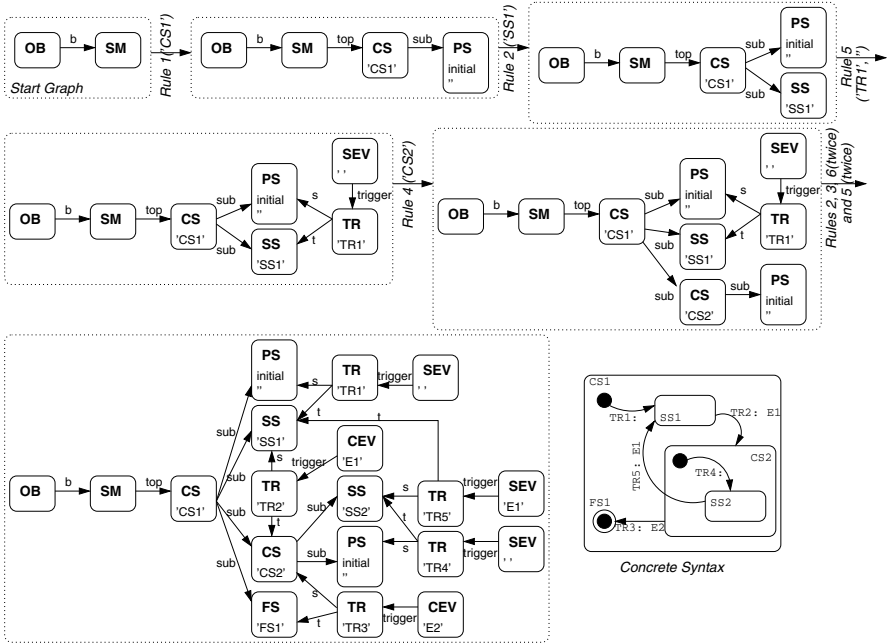 OB
b
SM
Start Graph
Rule 1('CS1')
OB
b
SM
top
CS
'CS1'
sub
PS
initial
''
Rule 2 ('SS1')
OB
b
SM
top
CS
'CS1'
sub
PS
initial
''
sub
SS
'SS1'
Rule 5
('TR1', '')
OB
b
SM
top
CS
'CS1'
sub
PS
initial
''
sub
SS
'SS1'
s
t
SEV
' '
trigger
TR
'TR1'
Rule 4 ('CS2')
OB
b
SM
top
CS
'CS1'
sub
PS
initial
''
sub
SS
'SS1'
s
t
SEV
' '
trigger
TR
'TR1'
sub
CS
'CS2'
sub
PS
initial
''
Rules 2, 3, 6(twice)
and 5 (twice)
OB
b
SM
top
CS
'CS1'
sub
sub
sub
sub
PS
initial
''
s
TR
'TR1'
trigger
SEV
' '
SS
'SS1'
t
t
s
trigger
CEV
'E1'
TR
'TR2'
t
SS
'SS2'
s
TR
'TR5'
trigger
SEV
'E1'
sub
t
CS
'CS2'
sub
PS
initial
''
s
TR
'TR4'
trigger
SEV
' '
s
FS
'FS1'
t
TR
'TR3'
trigger
CEV
'E2'
CS1
TR1:
SS1
TR2: E1
TR5: E1
CS2
TR4:
SS2
FS1
TR3: E2
Concrete Syntax